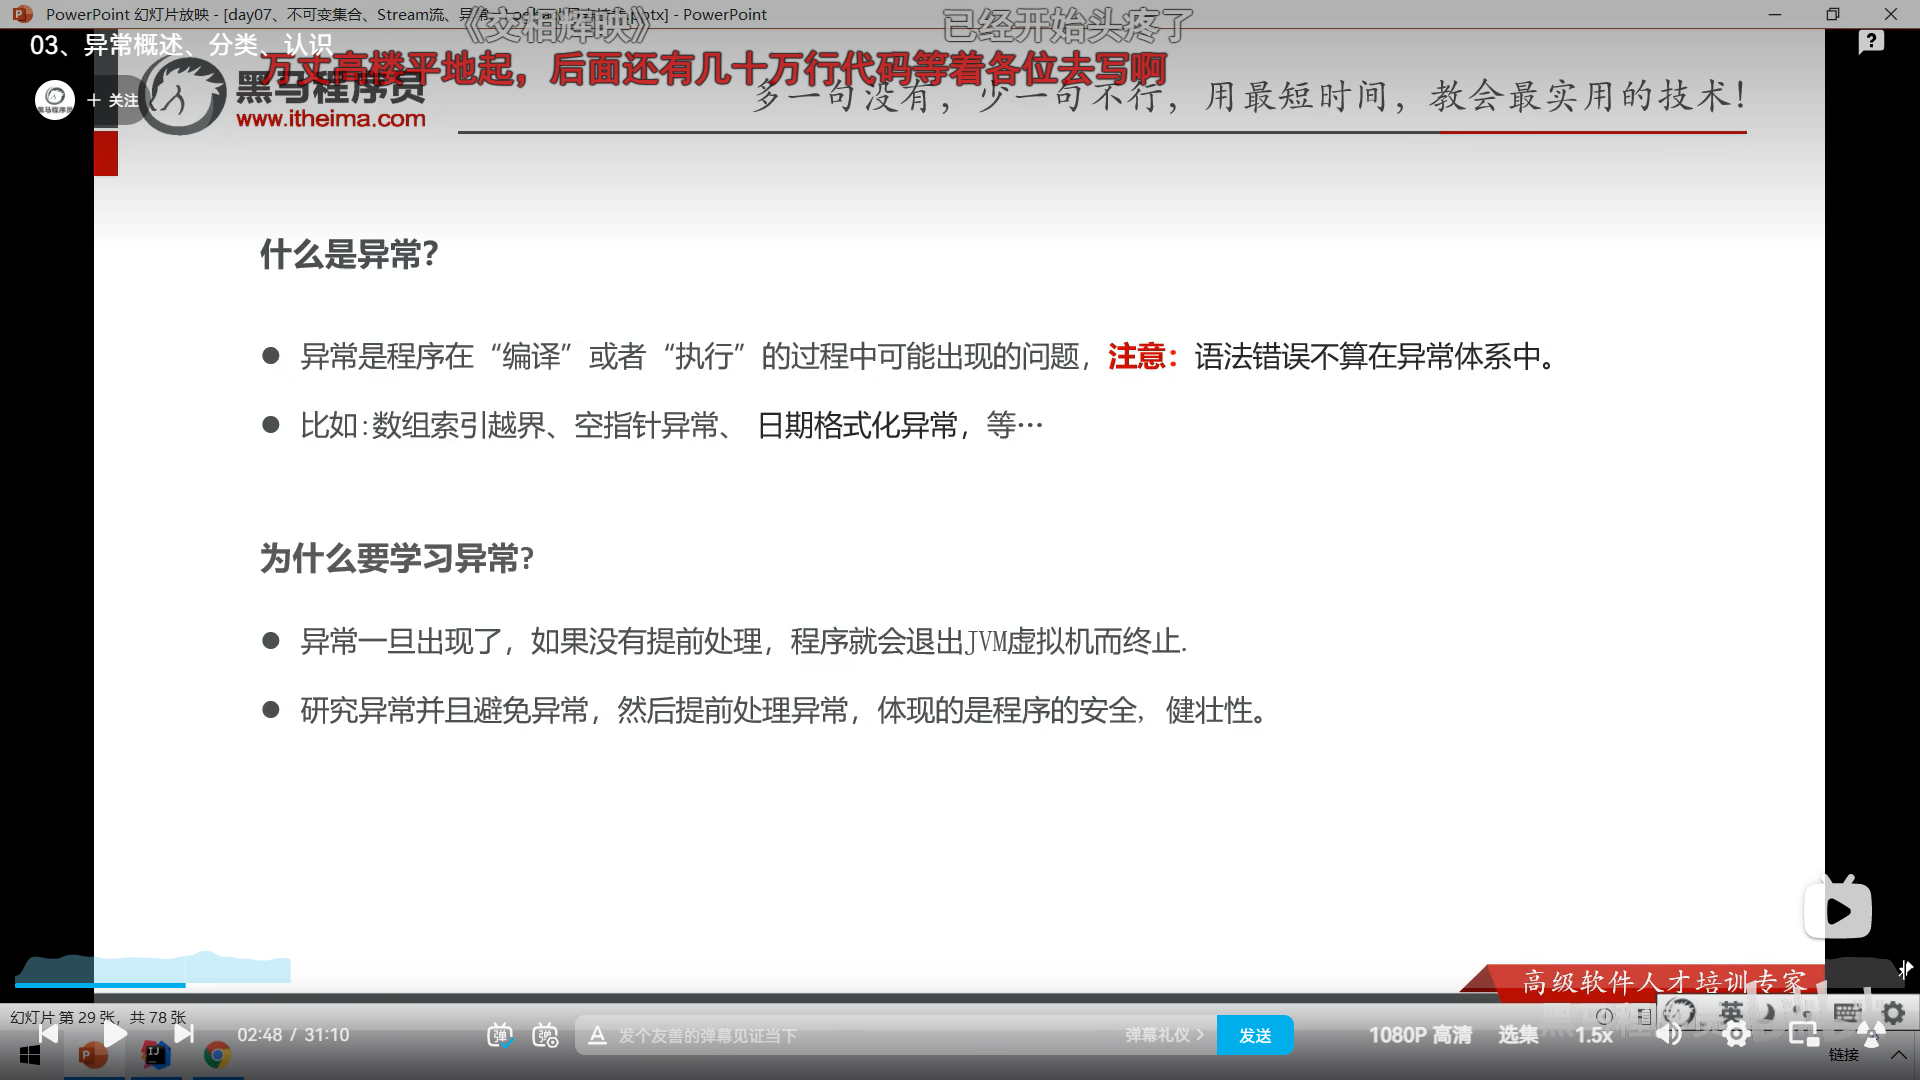 PowerPoint 幻灯片放映 - [day07、不可变集合、Stream流、异常、Log pptx] - PowerPoint
《交相辉映》
已经开始头疼了
03、异常概述、分类、认识
万丈高楼平地起，后面还有几十万行代码等着各位去写啊
+ 关注
黑马程序员
www.itheima.com
多一句没有，少一句不行，用最短时间，教会最实用的技术！
什么是异常？
异常是程序在“编译”或者“执行”的过程中可能出现的问题，注意：语法错误不算在异常体系中。
比如:数组索引越界、空指针异常、 日期格式化异常，等…
为什么要学习异常?
异常一旦出现了，如果没有提前处理，程序就会退出JVM虚拟机而终止.
研究异常并且避免异常，然后提前处理异常，体现的是程序的安全, 健壮性。
高级软件人才培训专家
幻灯片 第 29 张，共 78 张
英
02:48 / 31:10
弹
弹
A 发个友善的弹幕见证当下
弹幕礼仪 >
发送
1080P 高清
选集
1.5x
链接